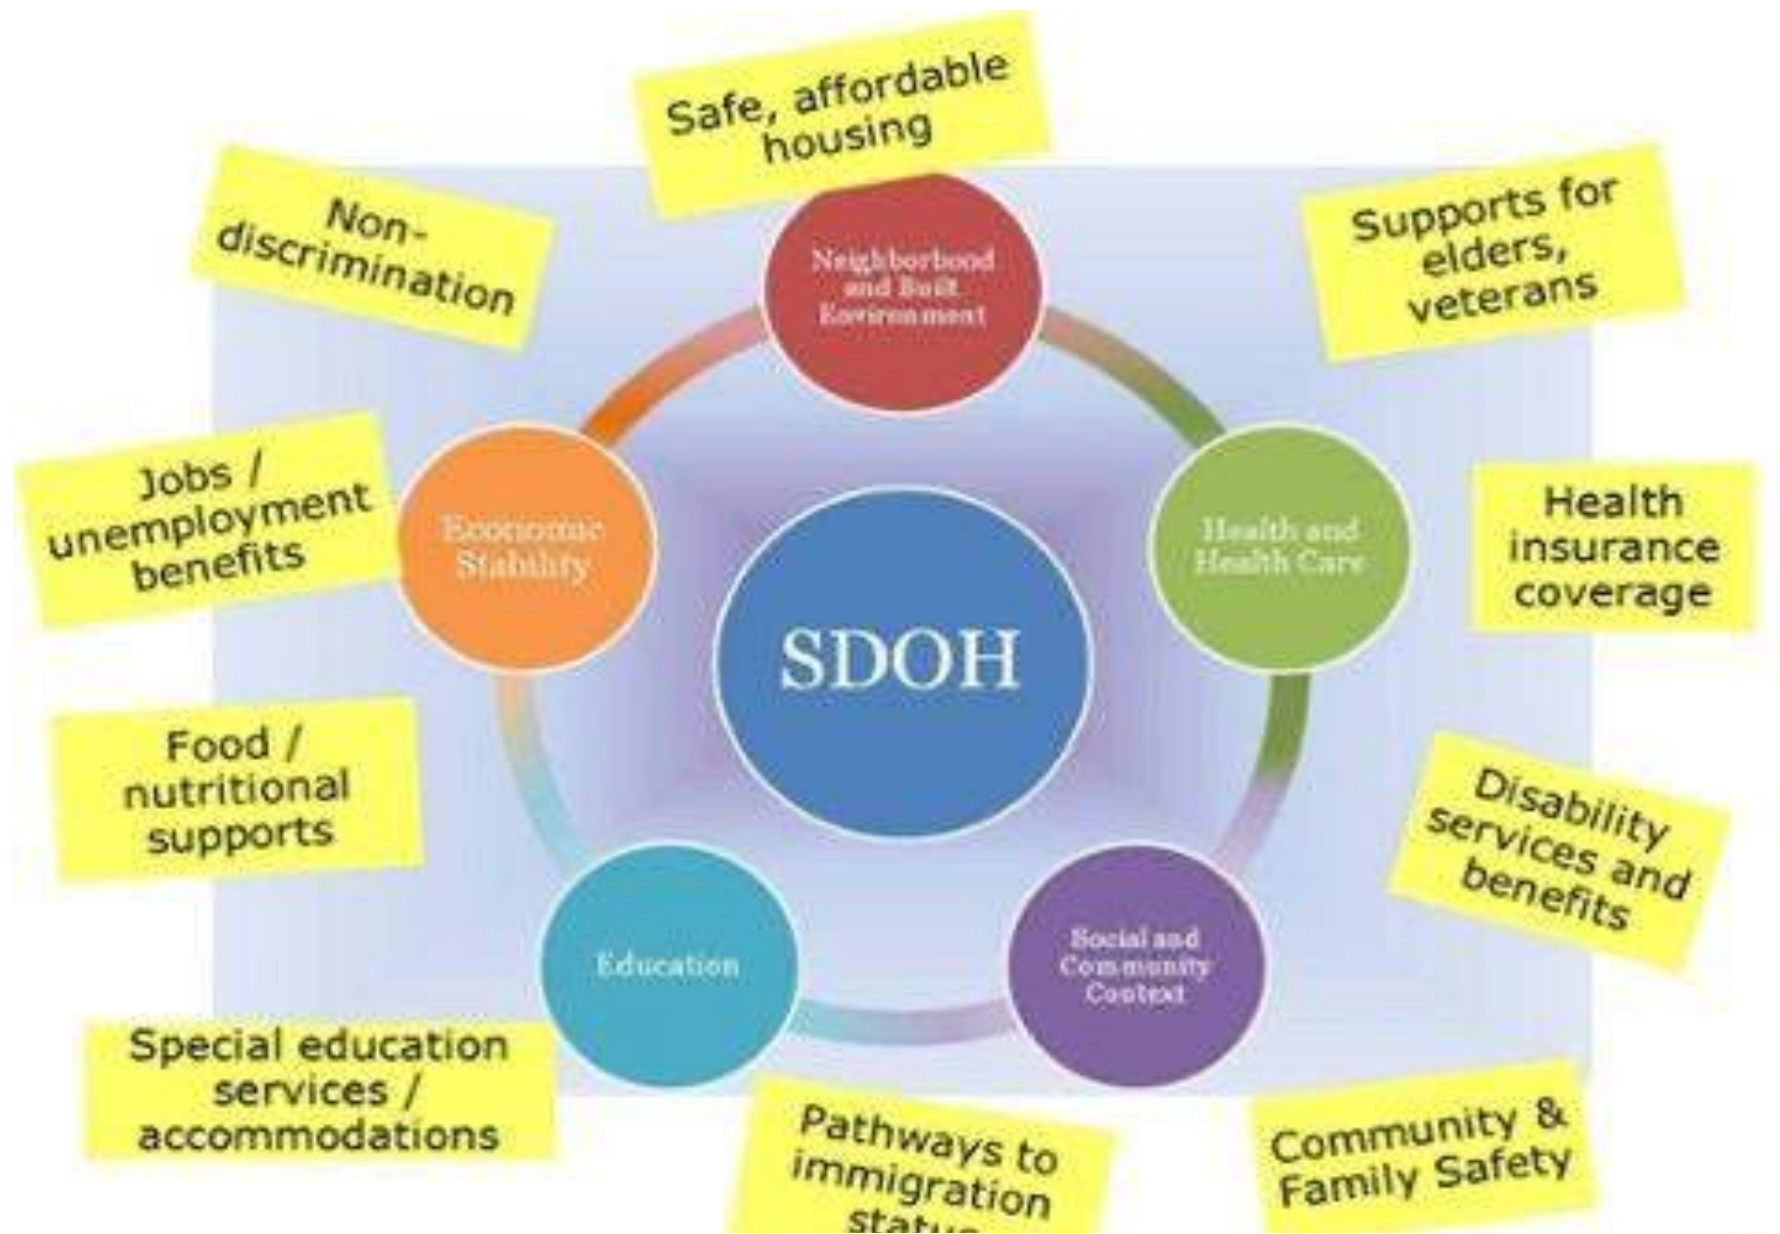 Safe, affordable
housing
Non-
discrimination
Supports for
elders,
veterans
Neighborhood
and Built
Environment
Jobs /
unemployment
benefits
Economic
Stability
Health and
Health Care
Health
insurance
coverage
SDOH
Food /
nutritional
supports
Disability
services and
benefits
Education
Social and
Community
Context
Special education
services /
accommodations
Pathways to
immigration
status
Community &
Family Safety